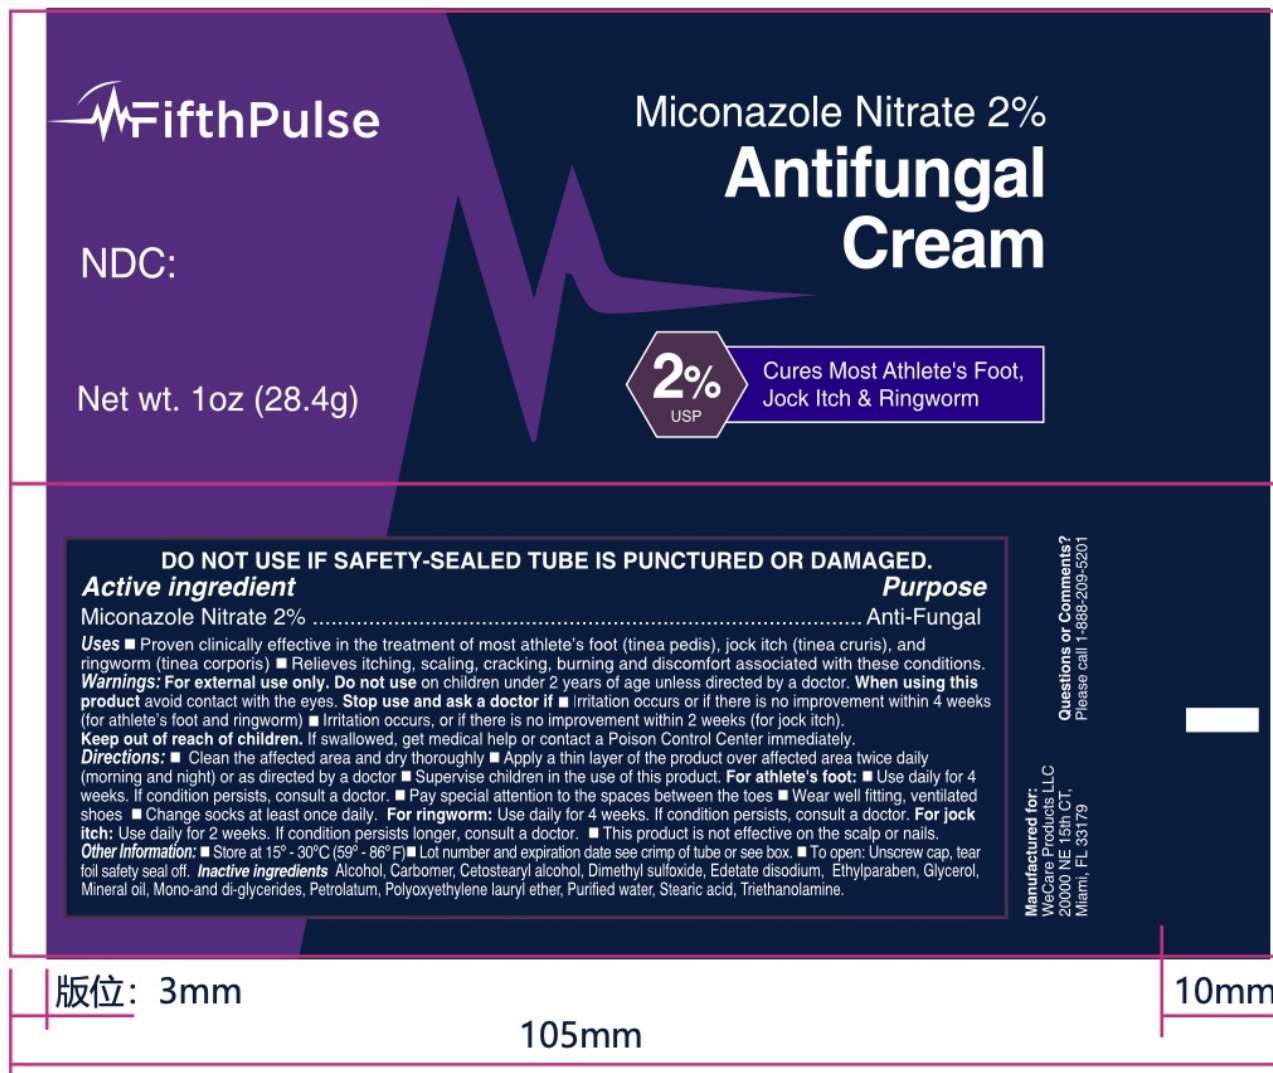 FifthPulse
NDC:
Net wt. 1oz (28.4g)
Miconazole Nitrate 2%
Antifungal
Cream
2%
USP
Cures Most Athlete's Foot,
Jock Itch & Ringworm
DO NOT USE IF SAFETY-SEALED TUBE IS PUNCTURED OR DAMAGED.
Active ingredient Purpose
Miconazole Nitrate 2% ........................................................................................ Anti-Fungal
Uses ■ Proven clinically effective in the treatment of most athlete's foot (tinea pedis), jock itch (tinea cruris), and
ringworm (tinea corporis) ■ Relieves itching, scaling, cracking, burning and discomfort associated with these conditions.
Warnings: For external use only. Do not use on children under 2 years of age unless directed by a doctor. When using this
product avoid contact with the eyes. Stop use and ask a doctor if ■ Irritation occurs or if there is no improvement within 4 weeks
(for athlete's foot and ringworm) ■ Irritation occurs, or if there is no improvement within 2 weeks (for jock itch).
Keep out of reach of children. If swallowed, get medical help or contact a Poison Control Center immediately.
Directions: ■ Clean the affected area and dry thoroughly ■ Apply a thin layer of the product over affected area twice daily
(morning and night) or as directed by a doctor ■ Supervise children in the use of this product. For athlete's foot: ■ Use daily for 4
weeks. If condition persists, consult a doctor. ■ Pay special attention to the spaces between the toes ■ Wear well fitting, ventilated
shoes ■ Change socks at least once daily. For ringworm: Use daily for 4 weeks. If condition persists, consult a doctor. For jock
itch: Use daily for 2 weeks. If condition persists longer, consult a doctor. ■ This product is not effective on the scalp or nails.
Other Information: ■ Store at 15º - 30ºC (59º - 86º F)■ Lot number and expiration date see crimp of tube or see box. ■ To open: Unscrew cap, tear
foil safety seal off. Inactive ingredients Alcohol, Carbomer, Cetostearyl alcohol, Dimethyl sulfoxide, Edetate disodium, Ethylparaben, Glycerol,
Mineral oil, Mono-and di-glycerides, Petrolatum, Polyoxyethylene lauryl ether, Purified water, Stearic acid, Triethanolamine.
Questions or Comments?
Please call 1-888-209-5201
Manufactured for:
WeCare Products LLC
20000 NE 15th CT,
Miami, FL 33179
版位：3mm
10mm
105mm